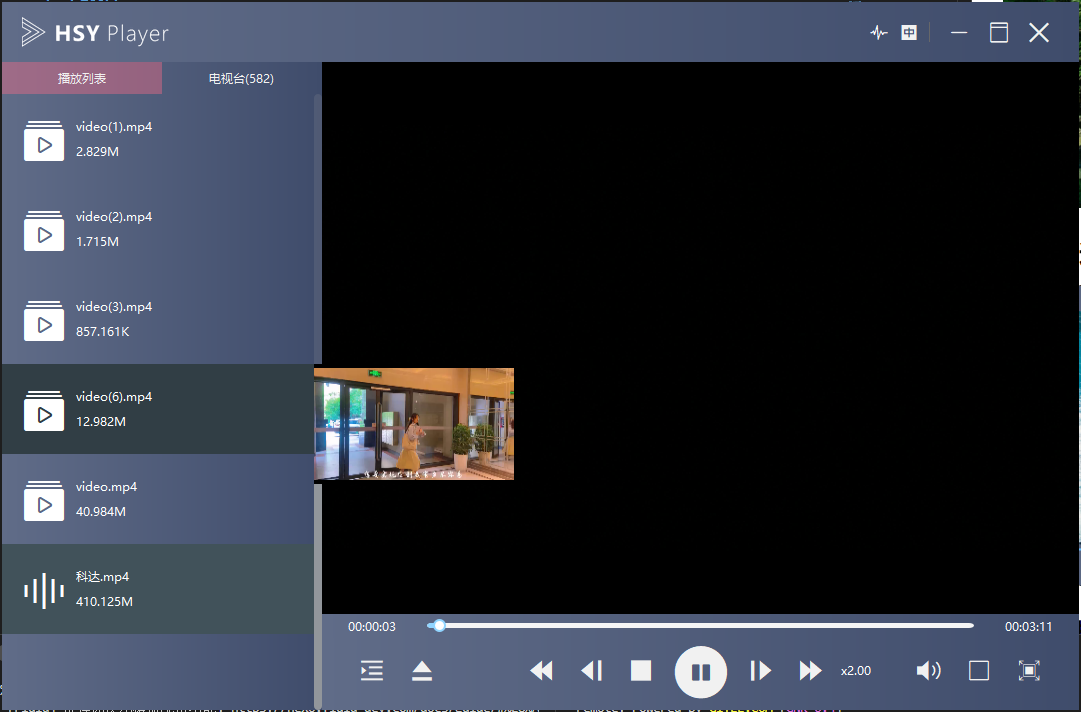 HSY Player
中
播放列表
电视台(582)
video(1).mp4
2.829M
video(2).mp4
1.715M
video(3).mp4
857.161K
video(6).mp4
12.982M
video.mp4
40.984M
科达.mp4
410.125M
00:00:03
00:03:11
x2.00